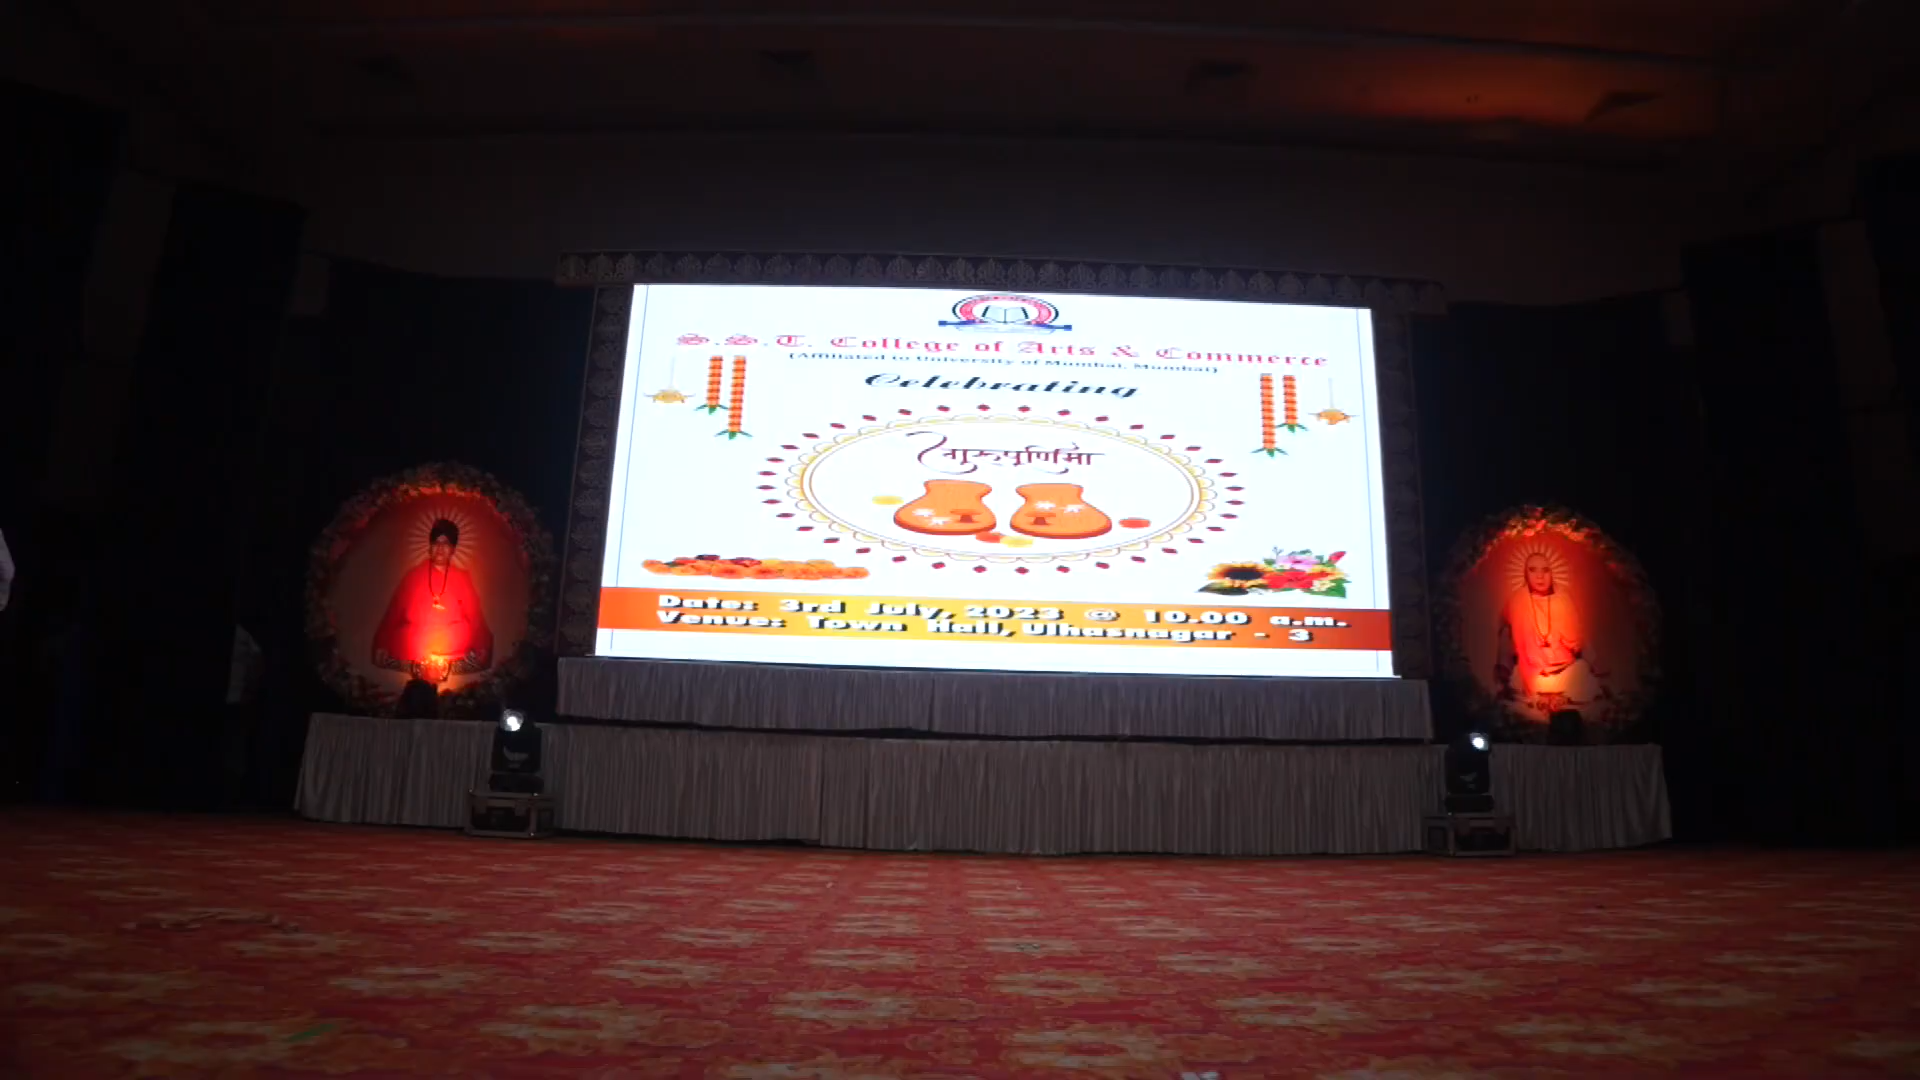 S.S.T. College of Arts & Commerce
(Affiliated to University of Mumbai, Mumbai)
Celebrating
गुरूपूर्णिमा
Date: 3rd July, 2023 @ 10.00 a.m.
Venue: Town Hall, Ulhasnagar - 3